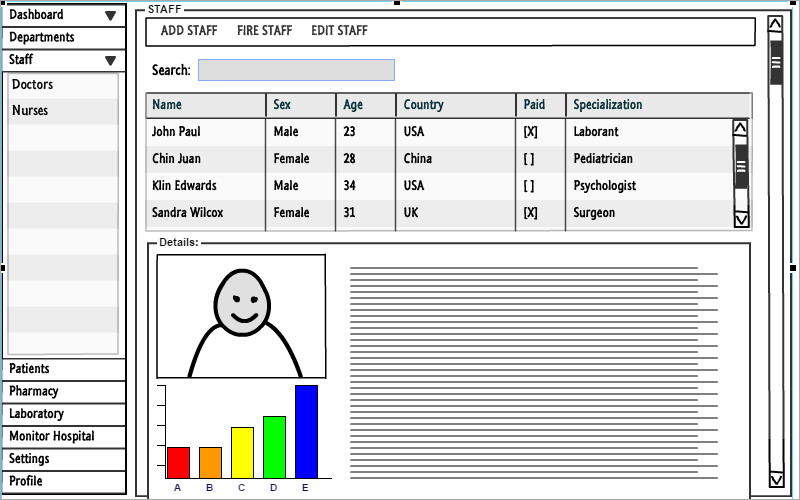 Dashboard
Departments
Staff
Doctors
Nurses
Patients
Pharmacy
Laboratory
Monitor Hospital
Settings
Profile
STAFF
ADD STAFF FIRE STAFF EDIT STAFF
Search:
Name Sex Age Country Paid Specialization
John Paul Male 23 USA [X] Laborant
Chin Juan Female 28 China [ ] Pediatrician
Klin Edwards Male 34 USA [ ] Psychologist
Sandra Wilcox Female 31 UK [X] Surgeon
Details:
A B C D E